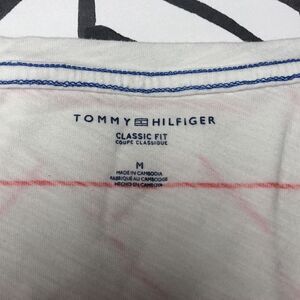 TOMMY HILFIGER
CLASSIC FIT
COUPE CLASSIQUE
M
MADE IN CAMBODIA
FABRIQUÉ AU CAMBODGE
HECHO EN CAMBOYA